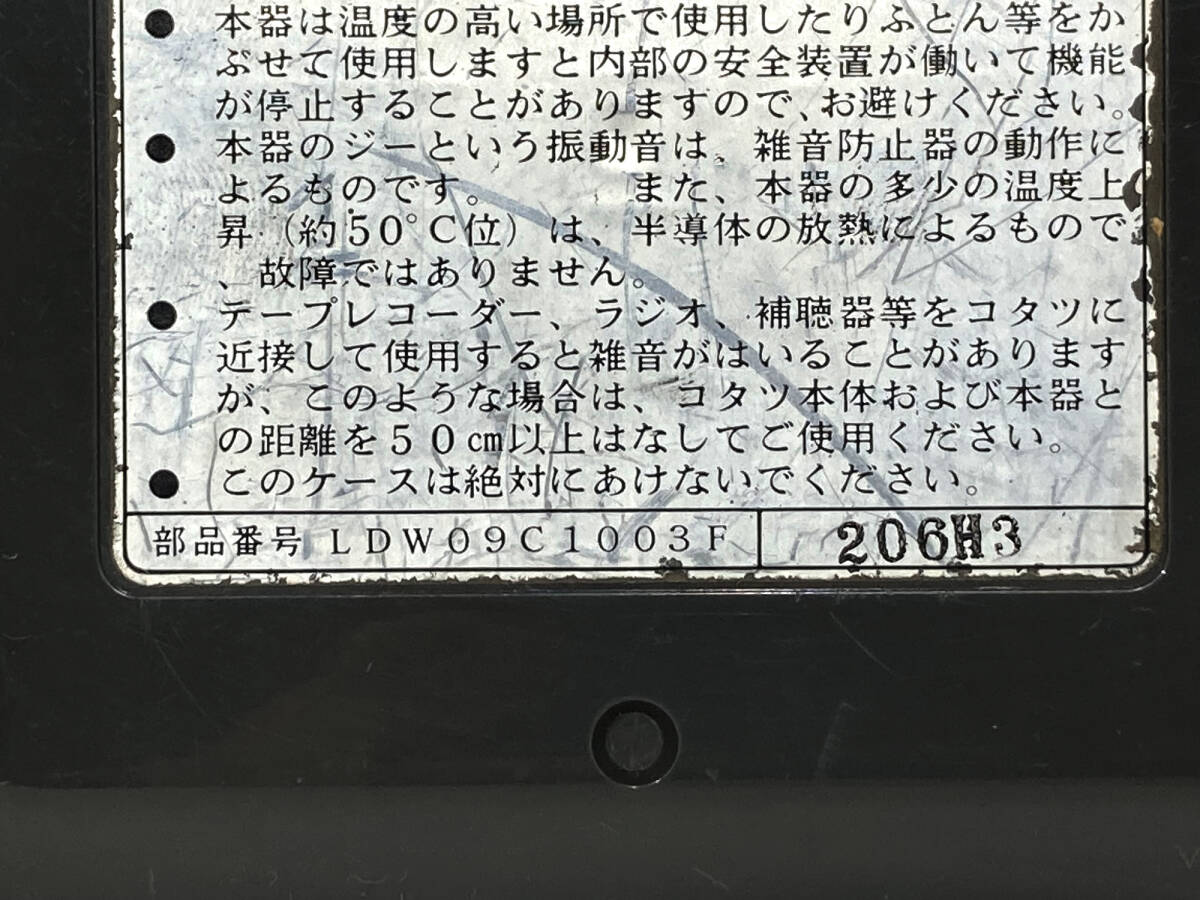 ● 本器は温度の高い場所で使用したりふとん等をか
ぶせて使用しますと内部の安全装置が働いて機能
が停止することがありますので、お避けください。
● 本器のジーという振動音は、雑音防止器の動作に
よるものです。 また、本器の多少の温度上
昇（約50°C位）は、半導体の放熱によるもので
、故障ではありません。
● テープレコーダー、ラジオ、補聴器等をコタツに
近接して使用すると雑音がはいることがあります
が、このような場合は、コタツ本体および本器と
の距離を50cm以上はなしてご使用ください。
● このケースは絶対にあけないでください。
部品番号 LDW09C1003F 206H3